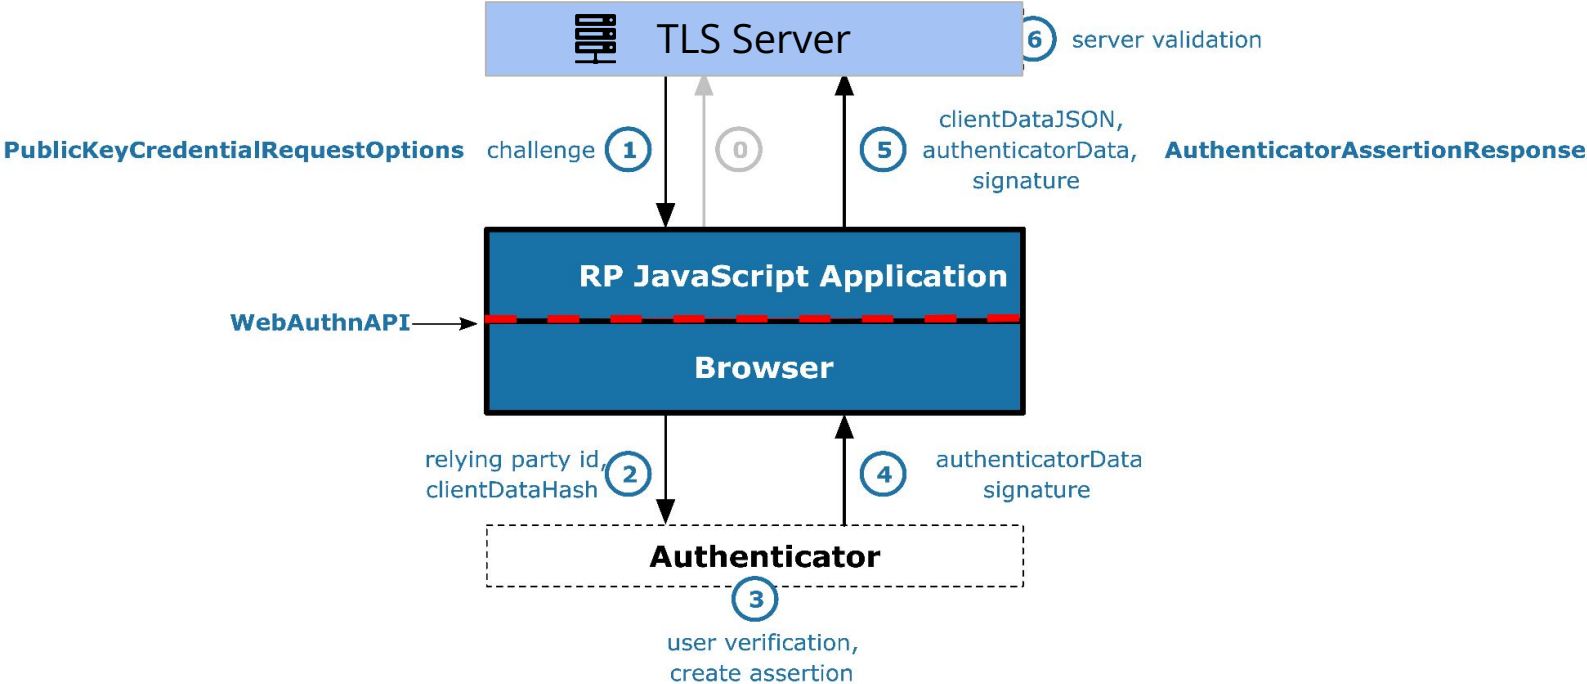 TLS Server
6 server validation
PublicKeyCredentialRequestOptions challenge 1
0
5
clientDataJSON,
authenticatorData,
signature
AuthenticatorAssertionResponse
RP JavaScript Application
WebAuthnAPI
Browser
relying party id,
clientDataHash
2
4
authenticatorData
signature
Authenticator
3
user verification,
create assertion